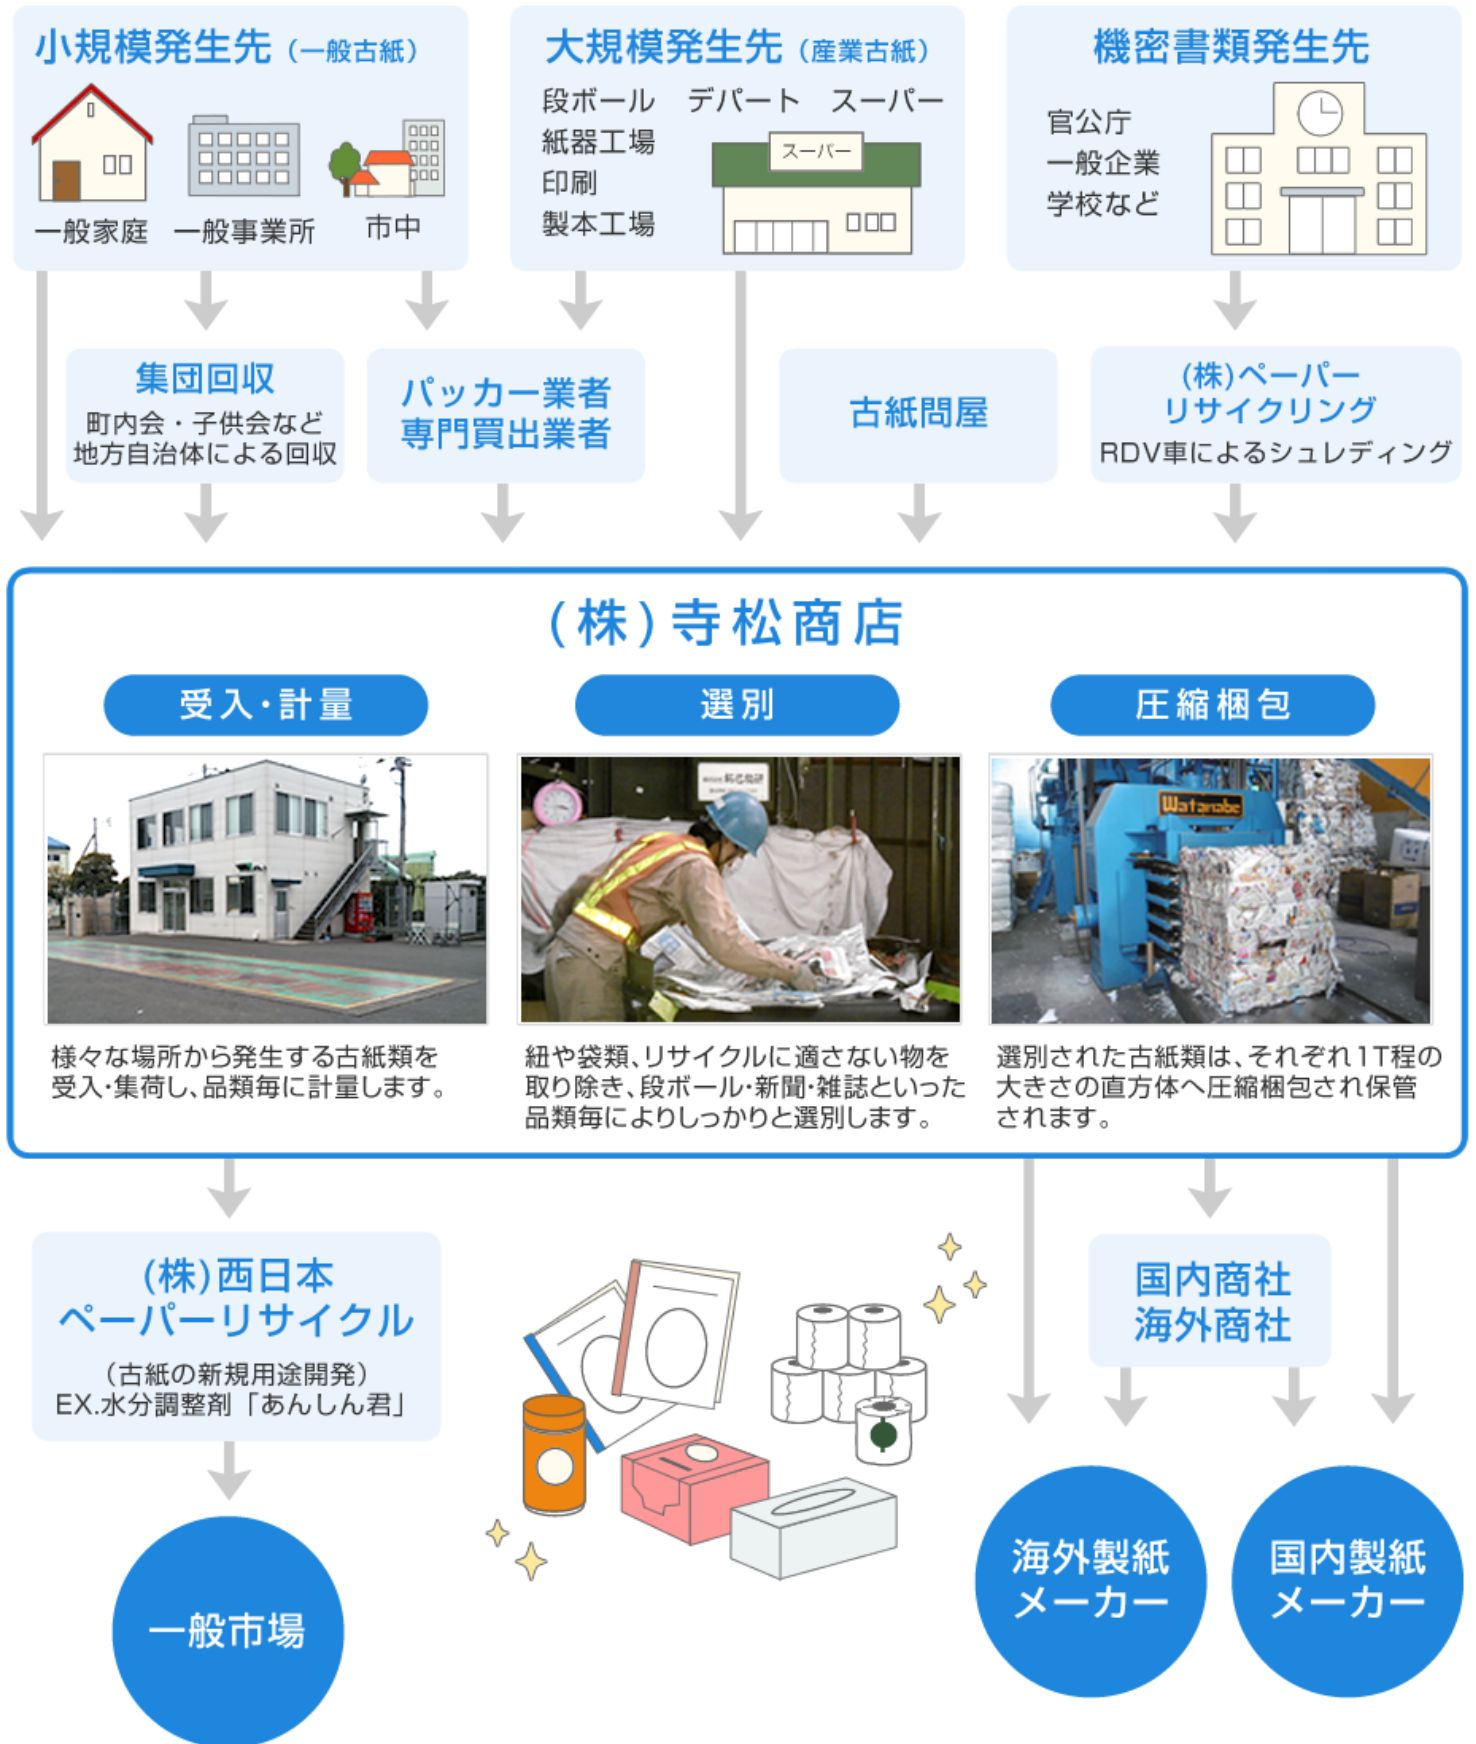 小規模発生先（一般古紙）
一般家庭
一般事業所
市中
大規模発生先（産業古紙）
段ボール デパート スーパー
紙器工場
印刷
製本工場
スーパー
機密書類発生先
官公庁
一般企業
学校など
集団回収
町内会・子供会など
地方自治体による回収
パッカー業者
専門買出業者
古紙問屋
(株)ペーパー
リサイクリング
RDV車によるシュレディング
(株)寺松商店
受入・計量
様々な場所から発生する古紙類を
受入・集荷し、品類毎に計量します。
選別
紐や袋類、リサイクルに適さない物を
取り除き、段ボール・新聞・雑誌といった
品類毎によりしっかりと選別します。
圧縮梱包
Watanabe
選別された古紙類は、それぞれ1T程の
大きさの直方体へ圧縮梱包され保管
されます。
(株)西日本
ペーパーリサイクル
（古紙の新規用途開発）
EX.水分調整剤「あんしん君」
一般市場
国内商社
海外商社
海外製紙
メーカー
国内製紙
メーカー